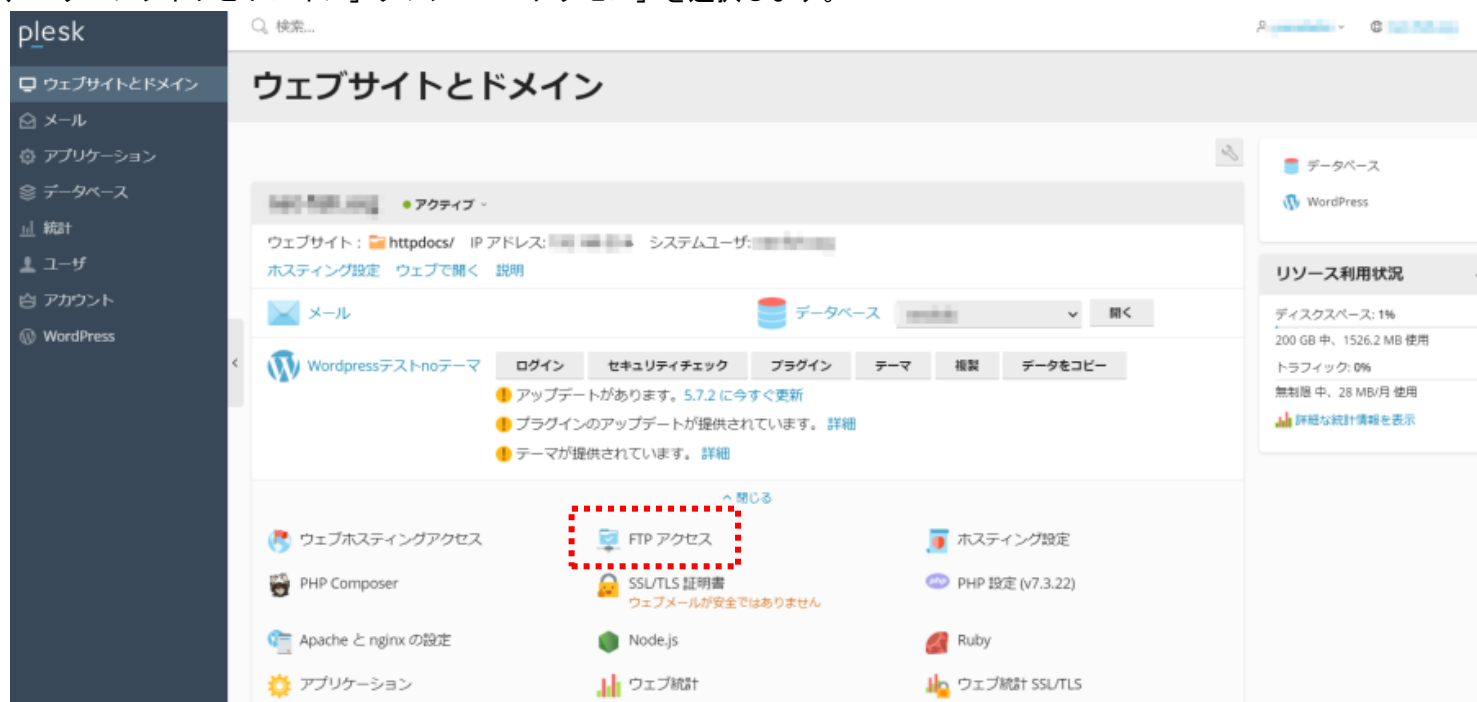 plesk
検索...
ウェブサイトとドメイン
メール
アプリケーション
データベース
統計
ユーザ
アカウント
WordPress
ウェブサイトとドメイン
アクティブ
ウェブサイト : httpdocs/ IP アドレス: システムユーザ:
ホスティング設定 ウェブで開く 説明
メール データベース 開く
Wordpressテストnoテーマ ログイン セキュリティチェック プラグイン テーマ 複製 データをコピー
アップデートがあります。5.7.2 に今すぐ更新
プラグインのアップデートが提供されています。 詳細
テーマが提供されています。 詳細
閉じる
ウェブホスティングアクセス FTP アクセス ホスティング設定
PHP Composer SSL/TLS 証明書 PHP 設定 (v7.3.22)
ウェブメールが安全ではありません
Apache と nginx の設定 Node.js Ruby
アプリケーション ウェブ統計 ウェブ統計 SSL/TLS
データベース
WordPress
リソース利用状況
ディスクスペース: 1%
200 GB 中、1526.2 MB 使用
トラフィック: 0%
無制限 中、28 MB/月 使用
詳細な統計情報を表示